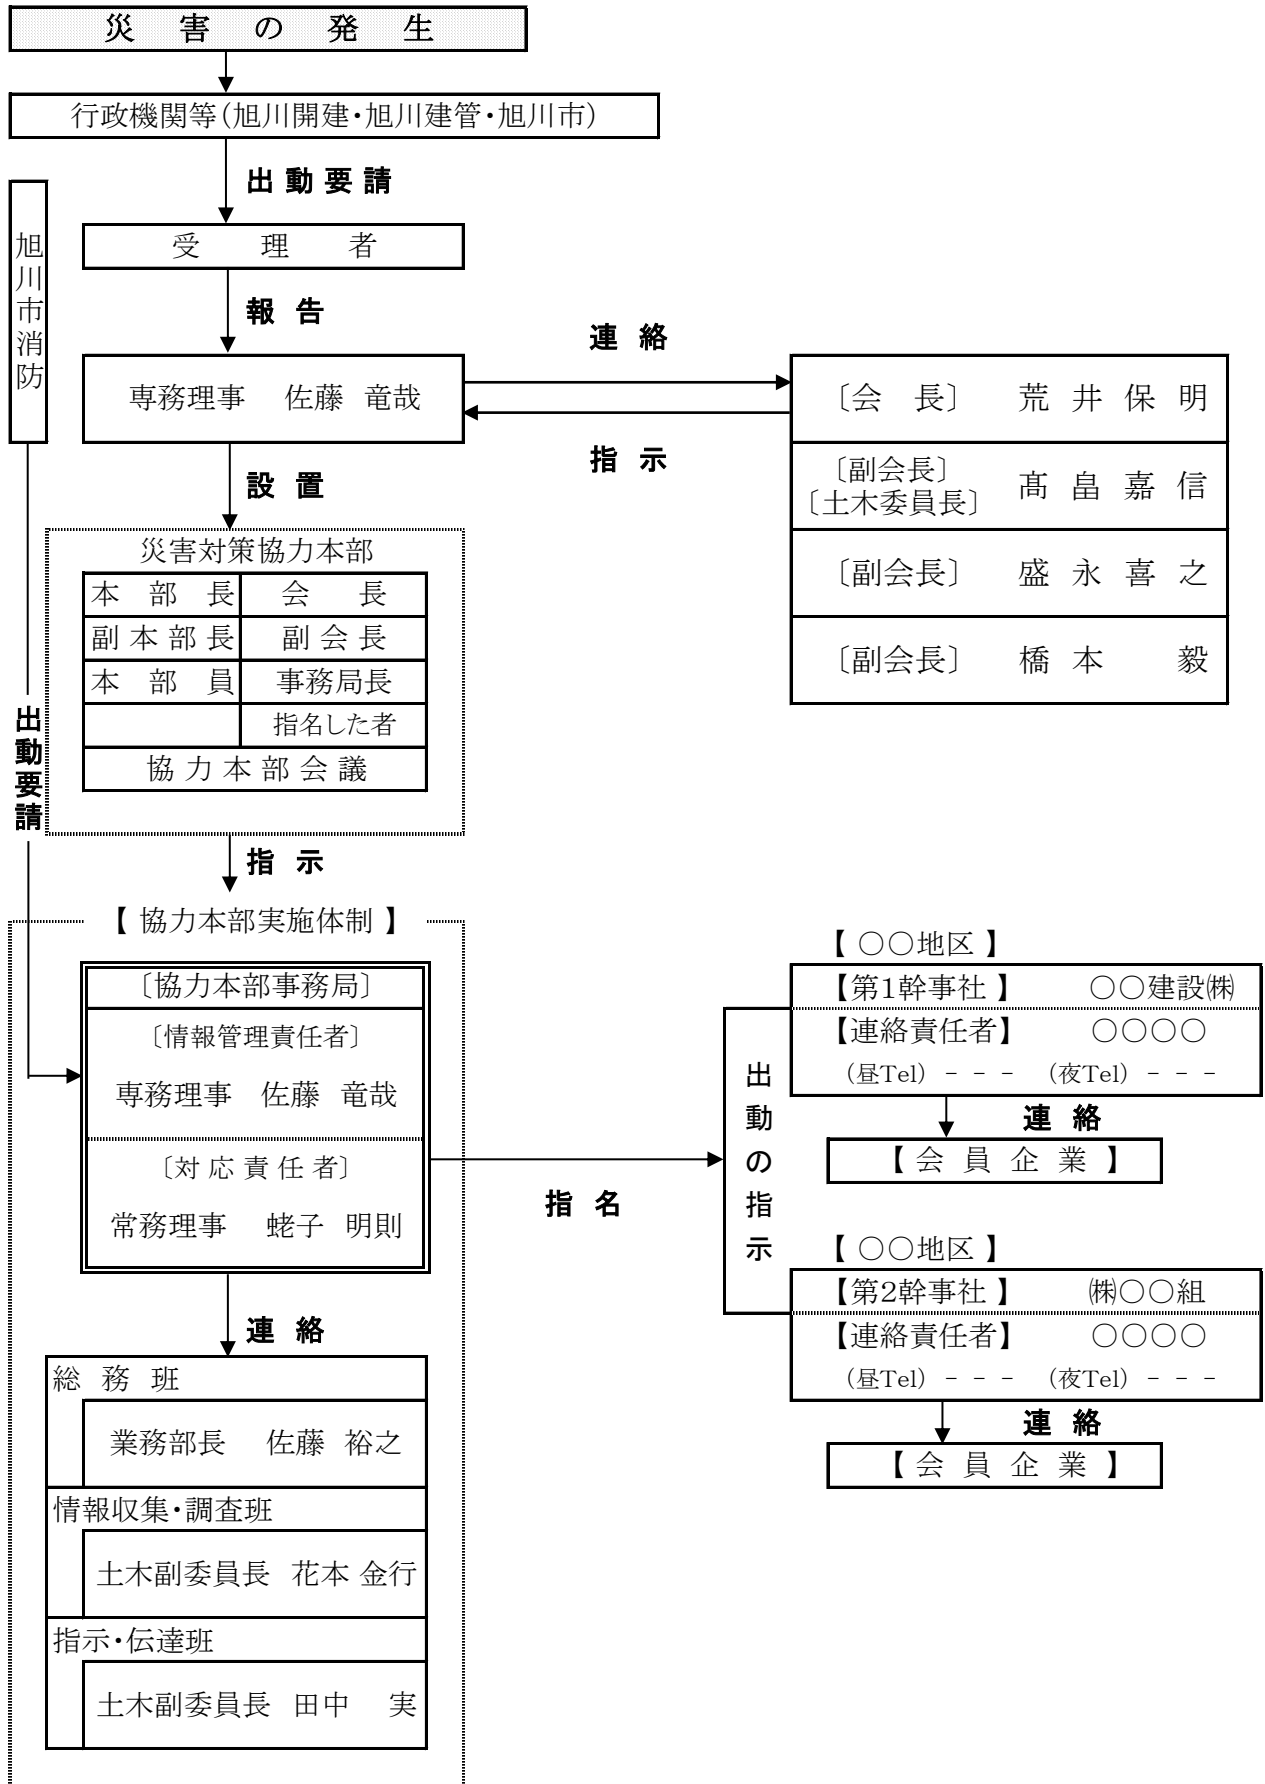 災 害 の 発 生
行政機関等(旭川開建・旭川建管・旭川市)
出動要請
旭川市消防
受 理 者
報 告
専務理事 佐藤 竜哉
連 絡
指 示
〔会 長〕 荒 井 保 明
〔副会長〕
〔土木委員長〕 髙 畠 嘉 信
〔副会長〕 盛 永 喜 之
〔副会長〕 橋 本 毅
設 置
災害対策協力本部
本 部 長 会 長
副 本 部 長 副 会 長
本 部 員 事務局長
指名した者
協 力 本 部 会 議
出動要請
指 示
【 協力本部実施体制 】
〔協力本部事務局〕
〔情報管理責任者〕
専務理事 佐藤 竜哉
〔対 応 責 任 者〕
常務理事 蛯子 明則
指 名
出動の指示
【 ○○地区 】
【第1幹事社 】 ○○建設㈱
【連絡責任者】 ○○○○
(昼Tel) - - - (夜Tel) - - -
連 絡
【 会 員 企 業 】
【 ○○地区 】
【第2幹事社 】 ㈱○○組
【連絡責任者】 ○○○○
(昼Tel) - - - (夜Tel) - - -
連 絡
【 会 員 企 業 】
連 絡
総 務 班
業務部長 佐藤 裕之
情報収集・調査班
土木副委員長 花本 金行
指示・伝達班
土木副委員長 田中 実